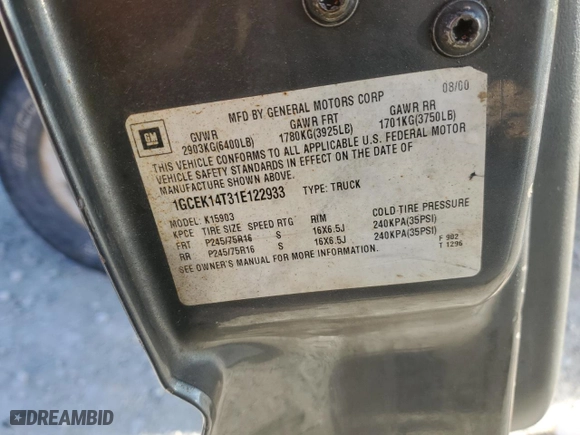 MFD BY GENERAL MOTORS CORP 08/00
GM GVWR GAWR FRT GAWR RR
2903KG(6400LB) 1780KG(3925LB) 1701KG(3750LB)
THIS VEHICLE CONFORMS TO ALL APPLICABLE U.S. FEDERAL MOTOR
VEHICLE SAFETY STANDARDS IN EFFECT ON THE DATE OF
MANUFACTURE SHOWN ABOVE.
1GCEK14T31E122933 TYPE: TRUCK
MODEL: K15903
KPCE TIRE SIZE SPEED RTG RIM COLD TIRE PRESSURE
FRT P245/75R16 S 16X6.5J 240KPA(35PSI)
RR P245/75R16 S 16X6.5J 240KPA(35PSI)
SEE OWNER'S MANUAL FOR MORE INFORMATION.
F 902
T 1296
DREAMBID